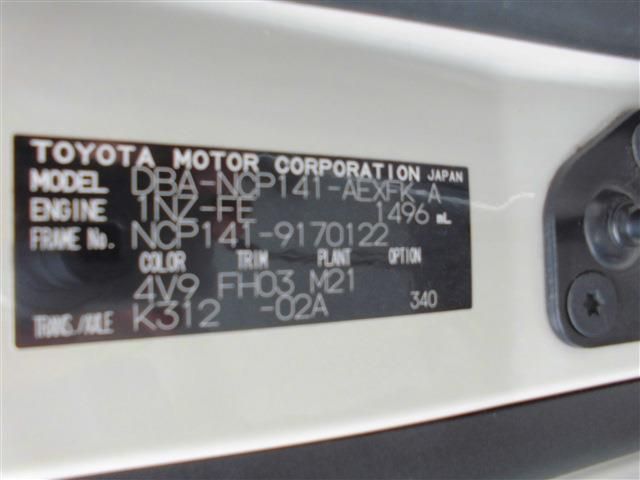 TOYOTA MOTOR CORPORATION JAPAN
MODEL DBA-NCP141-AEXFK-A
ENGINE 1NZ-FE 1496 mL
FRAME No. NCP141-9170122
COLOR TRIM PLANT OPTION
4V9 FH03 M21
TRANS./AXLE K312 -02A 340